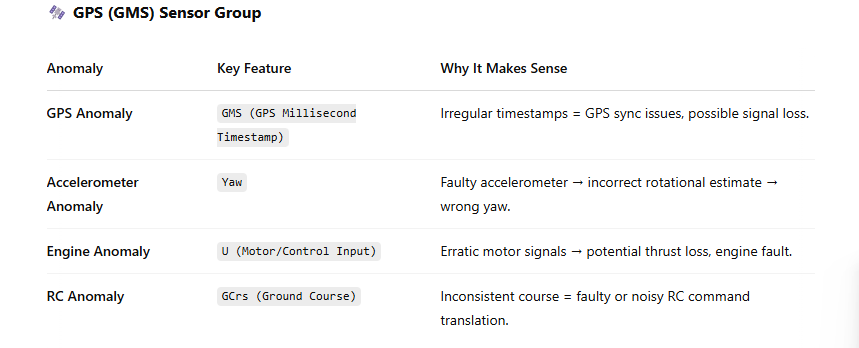 GPS (GMS) Sensor Group
Anomaly Key Feature Why It Makes Sense
GPS Anomaly GMS (GPS Millisecond Timestamp) Irregular timestamps = GPS sync issues, possible signal loss.
Accelerometer Anomaly Yaw Faulty accelerometer → incorrect rotational estimate → wrong yaw.
Engine Anomaly U (Motor/Control Input) Erratic motor signals → potential thrust loss, engine fault.
RC Anomaly GCrs (Ground Course) Inconsistent course = faulty or noisy RC command translation.